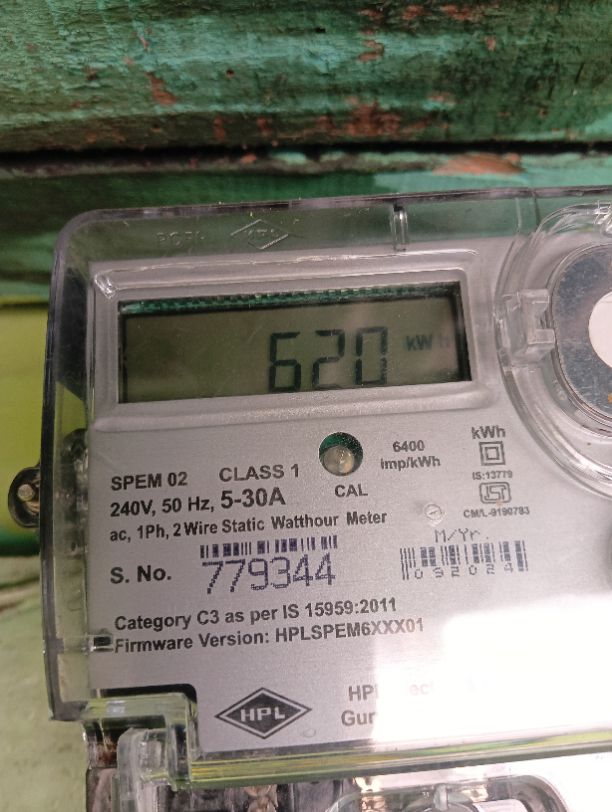 620 kWh
6400
imp/kWh
kWh
IS:13779
CM/L-9190783
SPEM 02 CLASS 1
CAL
240V, 50 Hz, 5-30A
ac, 1Ph, 2 Wire Static Watthour Meter
M/Yr.
092024
S. No. 779344
Category C3 as per IS 15959:2011
Firmware Version: HPLSPEM6XXX01
HPL